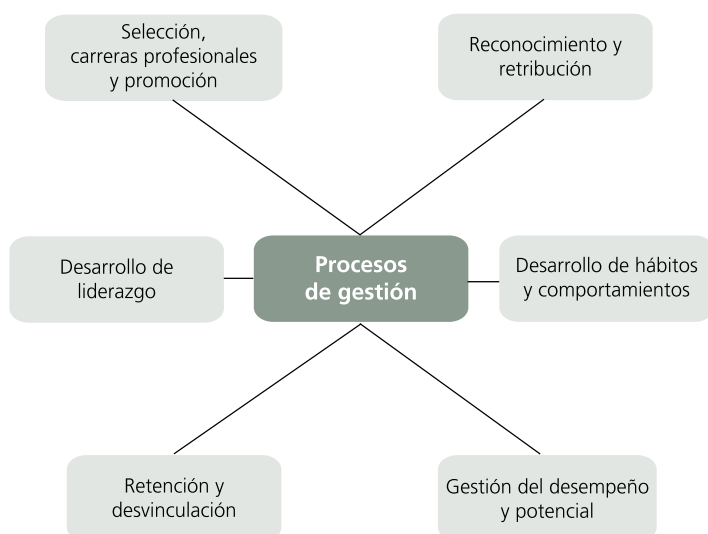 Selección,
carreras profesionales
y promoción
Reconocimiento y
retribución
Desarrollo de
liderazgo
Procesos
de gestión
Desarrollo de hábitos
y comportamientos
Retención y
desvinculación
Gestión del desempeño
y potencial